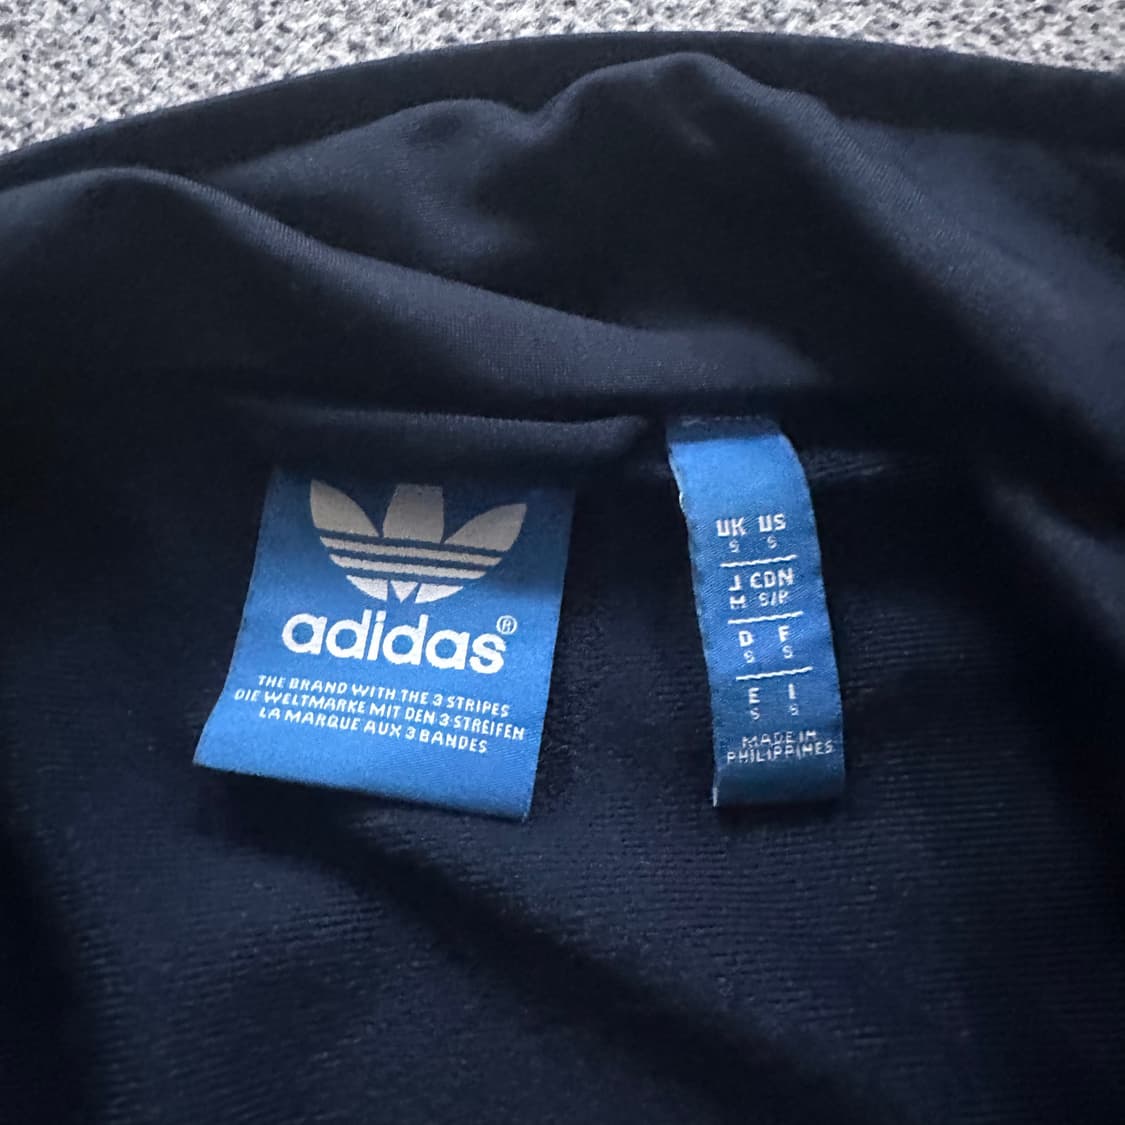 adidas®
THE BRAND WITH THE 3 STRIPES
DIE WELTMARKE MIT DEN 3 STREIFEN
LA MARQUE AUX 3 BANDES
UK US
S S
J CDN
M S/P
D F
S S
E I
S S
MADE IN
PHILIPPINES